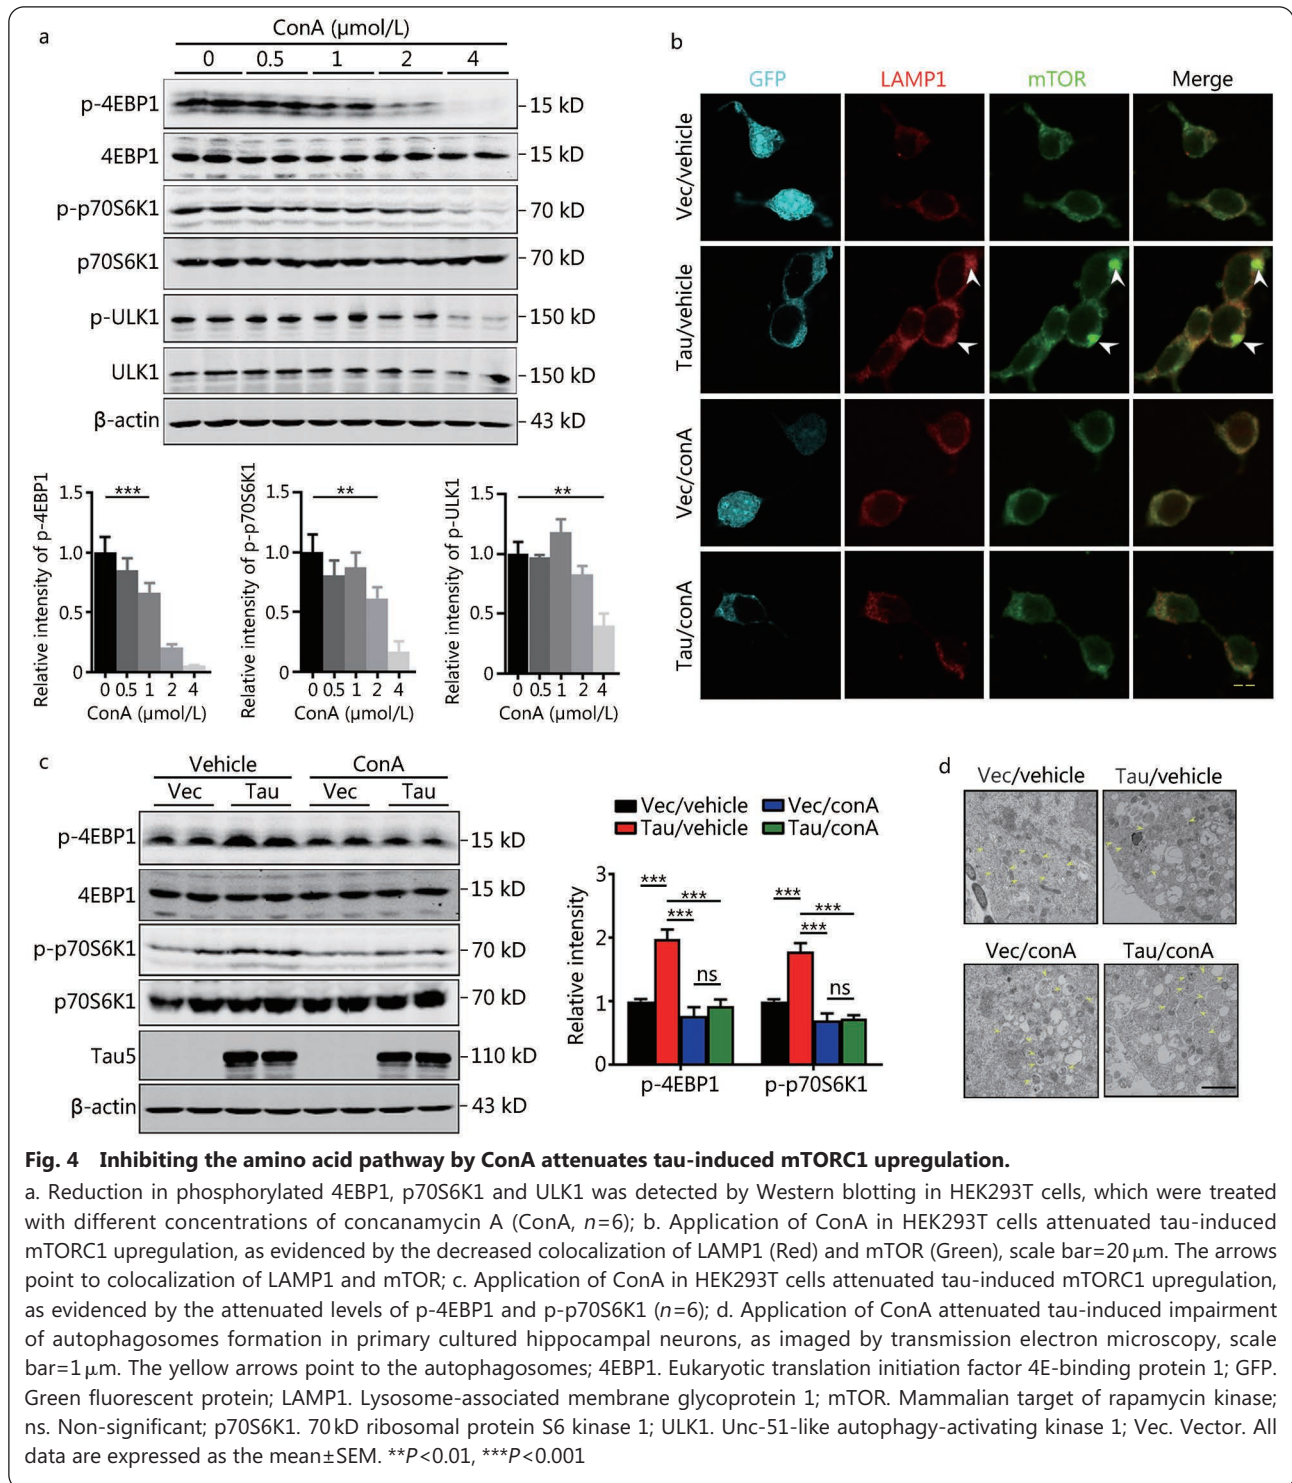 a
ConA (μmol/L)
0 0.5 1 2 4
p-4EBP1 15 kD
4EBP1 15 kD
p-p70S6K1 70 kD
p70S6K1 70 kD
p-ULK1 150 kD
ULK1 150 kD
β-actin 43 kD
Relative intensity of p-4EBP1
1.5
1.0
0.5
0
***
0 0.5 1 2 4
ConA (μmol/L)
Relative intensity of p-p70S6K1
1.5
1.0
0.5
0
**
0 0.5 1 2 4
ConA (μmol/L)
Relative intensity of p-ULK1
1.5
1.0
0.5
0
**
0 0.5 1 2 4
ConA (μmol/L)
b
GFP LAMP1 mTOR Merge
Vec/vehicle
Tau/vehicle
Vec/conA
Tau/conA
c
Vehicle ConA
Vec Tau Vec Tau
p-4EBP1 15 kD
4EBP1 15 kD
p-p70S6K1 70 kD
p70S6K1 70 kD
Tau5 110 kD
β-actin 43 kD
Vec/vehicle Vec/conA
Tau/vehicle Tau/conA
Relative intensity
3
2
1
0
*** *** *** ns
*** *** *** ns
p-4EBP1 p-p70S6K1
d
Vec/vehicle Tau/vehicle
Vec/conA Tau/conA
Fig. 4 Inhibiting the amino acid pathway by ConA attenuates tau-induced mTORC1 upregulation.
a. Reduction in phosphorylated 4EBP1, p70S6K1 and ULK1 was detected by Western blotting in HEK293T cells, which were treated
with different concentrations of concanamycin A (ConA, n=6); b. Application of ConA in HEK293T cells attenuated tau-induced
mTORC1 upregulation, as evidenced by the decreased colocalization of LAMP1 (Red) and mTOR (Green), scale bar=20 μm. The arrows
point to colocalization of LAMP1 and mTOR; c. Application of ConA in HEK293T cells attenuated tau-induced mTORC1 upregulation,
as evidenced by the attenuated levels of p-4EBP1 and p-p70S6K1 (n=6); d. Application of ConA attenuated tau-induced impairment
of autophagosomes formation in primary cultured hippocampal neurons, as imaged by transmission electron microscopy, scale
bar=1 μm. The yellow arrows point to the autophagosomes; 4EBP1. Eukaryotic translation initiation factor 4E-binding protein 1; GFP.
Green fluorescent protein; LAMP1. Lysosome-associated membrane glycoprotein 1; mTOR. Mammalian target of rapamycin kinase;
ns. Non-significant; p70S6K1. 70 kD ribosomal protein S6 kinase 1; ULK1. Unc-51-like autophagy-activating kinase 1; Vec. Vector. All
data are expressed as the mean±SEM. **P<0.01, ***P<0.001